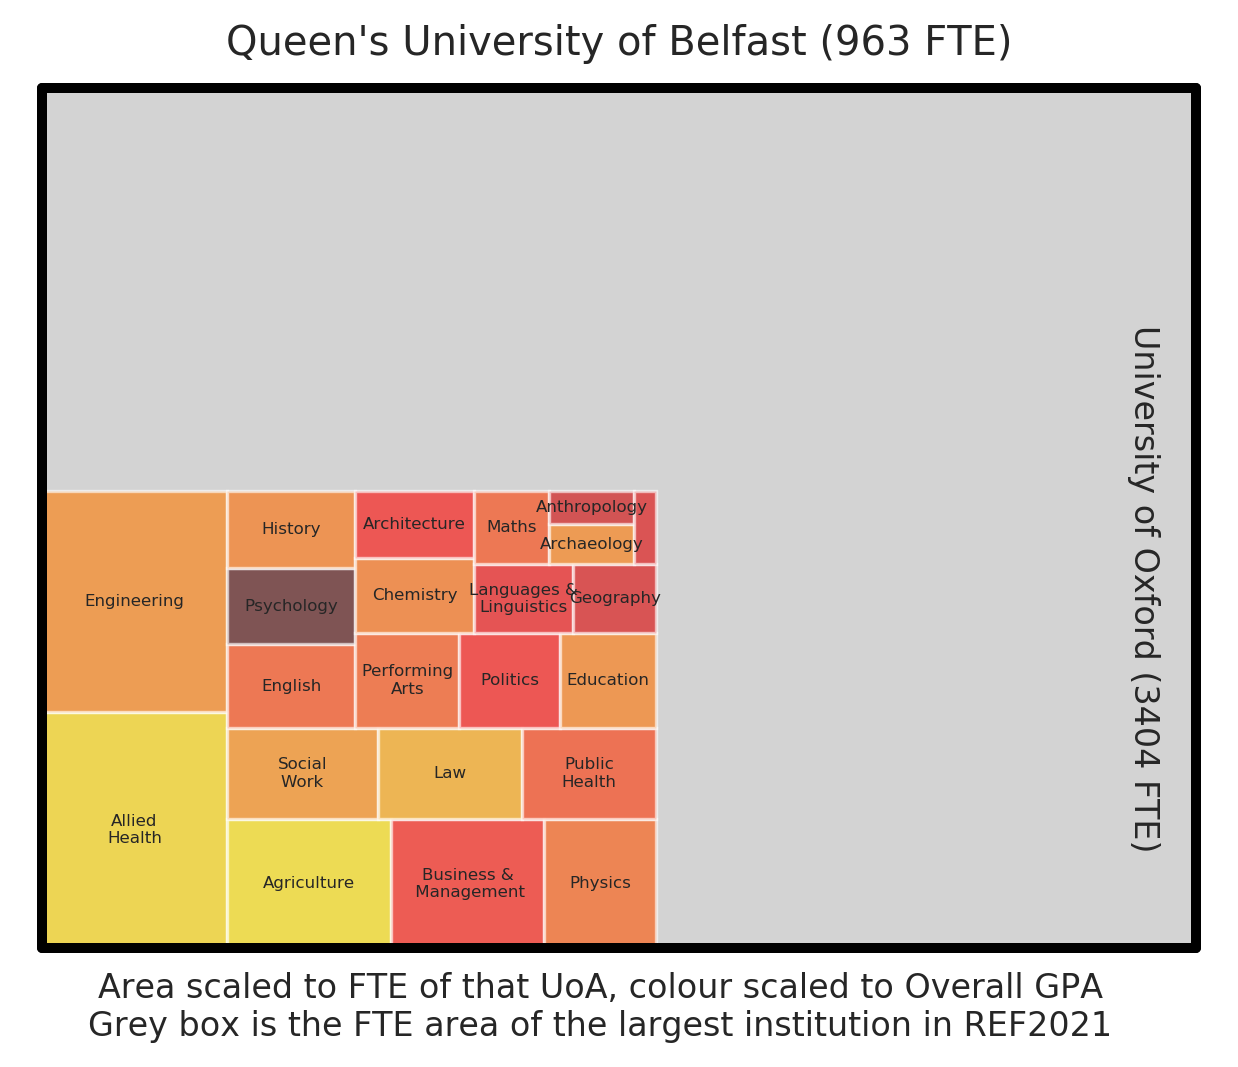 Queen's University of Belfast (963 FTE)
University of Oxford (3404 FTE)
Engineering
History
Architecture
Maths
Anthropology
Archaeology
Psychology
Chemistry
Languages &
Linguistics
Geography
English
Performing
Arts
Politics
Education
Allied
Health
Social
Work
Law
Public
Health
Agriculture
Business &
Management
Physics
Area scaled to FTE of that UoA, colour scaled to Overall GPA
Grey box is the FTE area of the largest institution in REF2021